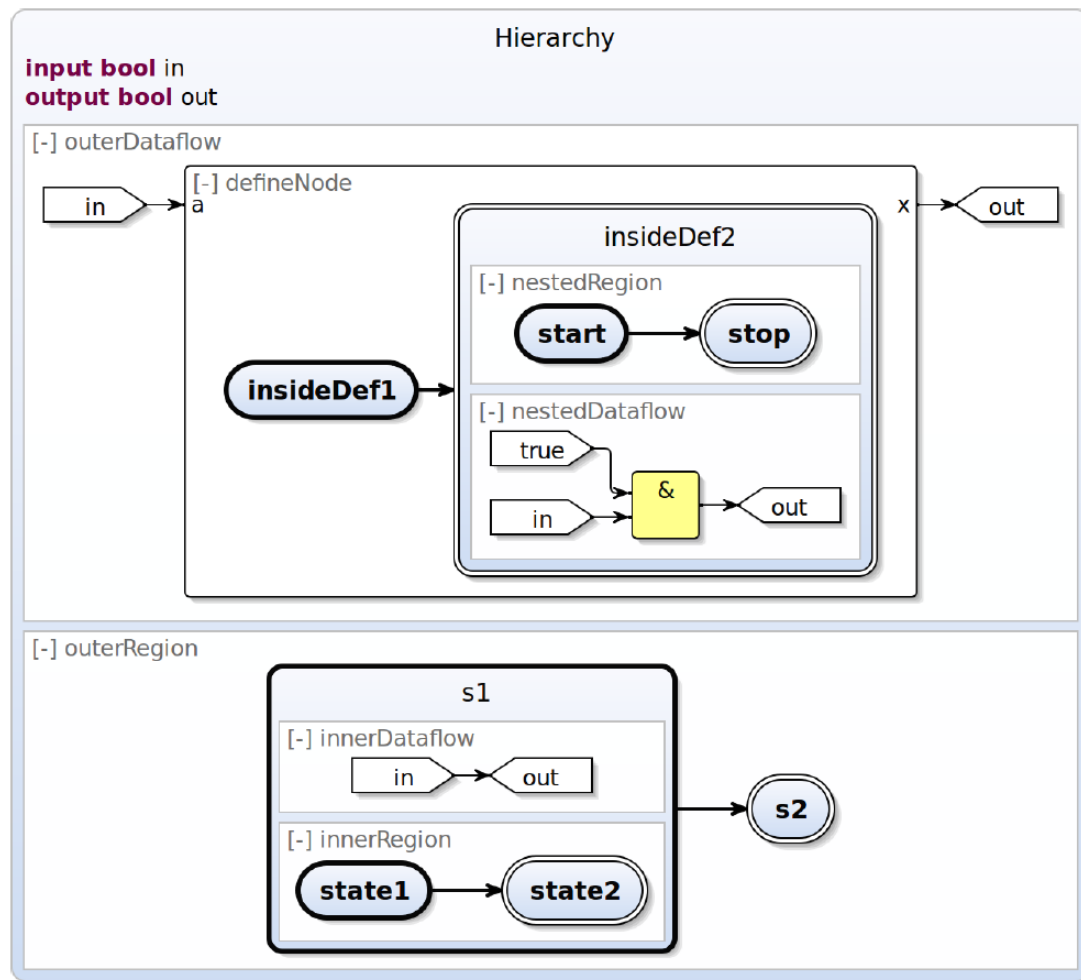 Hierarchy
input bool in
output bool out
[-] outerDataflow
in
[-] defineNode
a
x
out
insideDef1
insideDef2
[-] nestedRegion
start
stop
[-] nestedDataflow
true
in
&
out
[-] outerRegion
s1
[-] innerDataflow
in
out
[-] innerRegion
state1
state2
s2